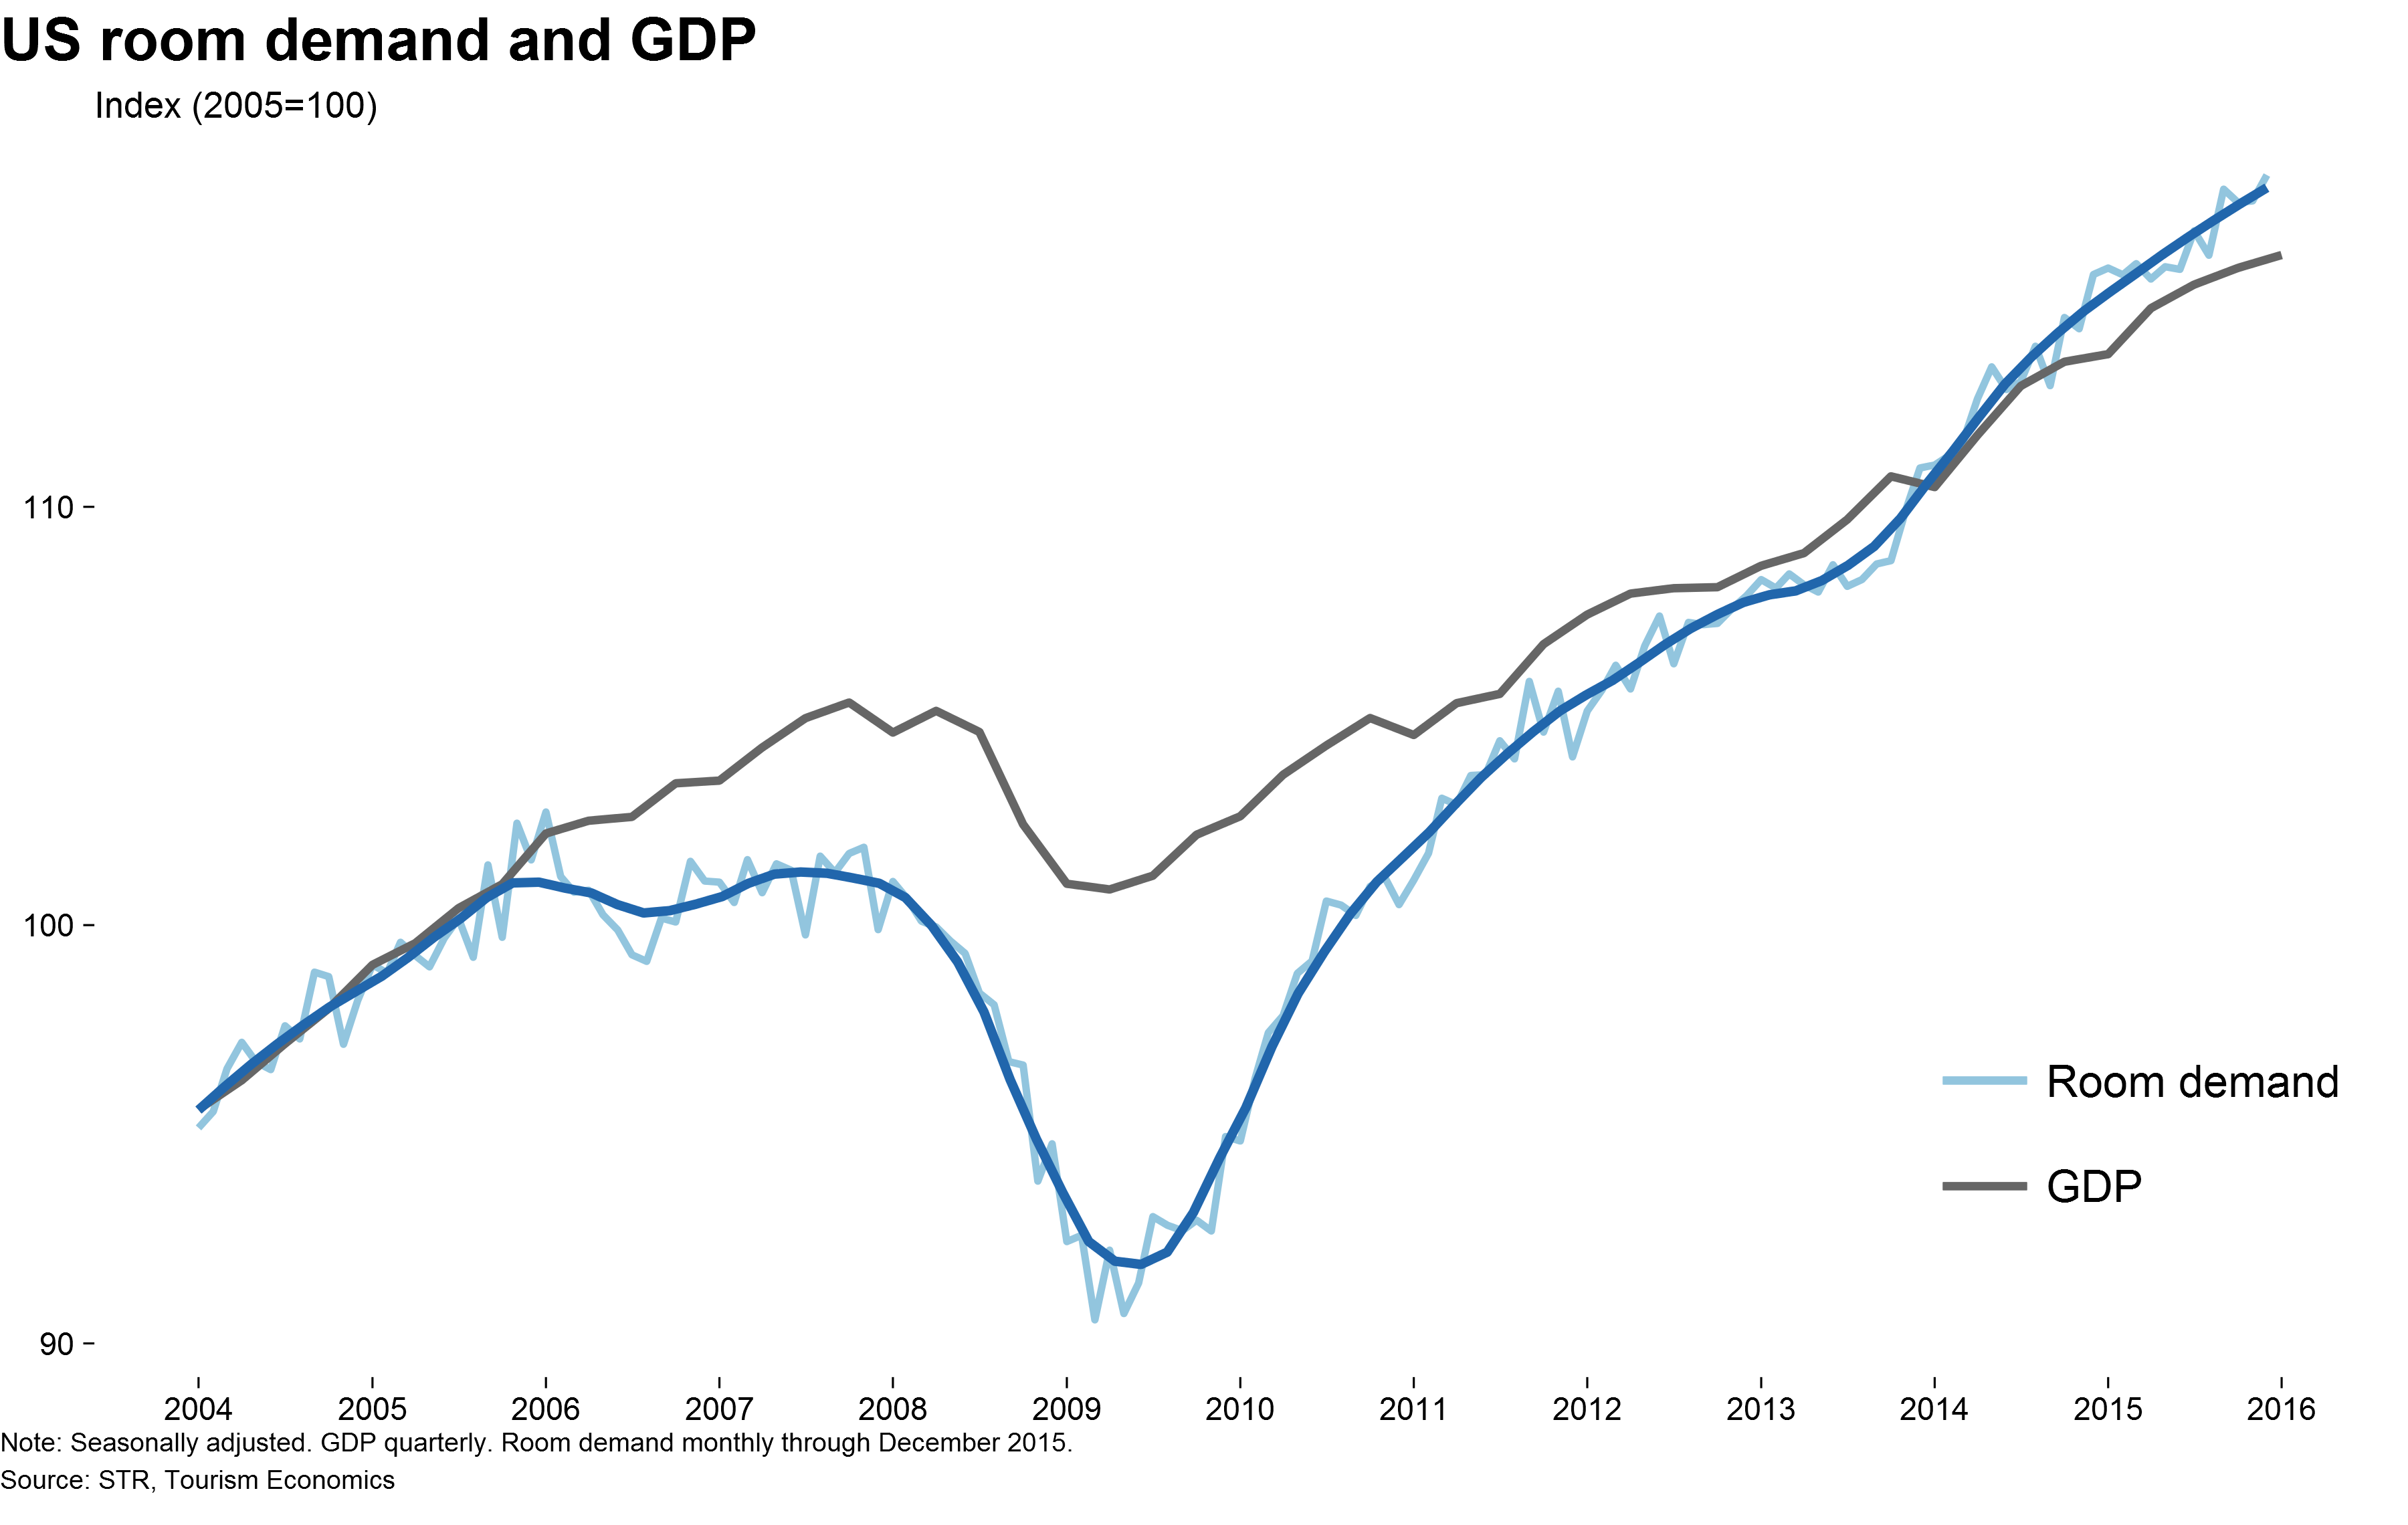 US room demand and GDP
Index (2005=100)
110
100
90
Room demand
GDP
2004 2005 2006 2007 2008 2009 2010 2011 2012 2013 2014 2015 2016
Note: Seasonally adjusted. GDP quarterly. Room demand monthly through December 2015.
Source: STR, Tourism Economics